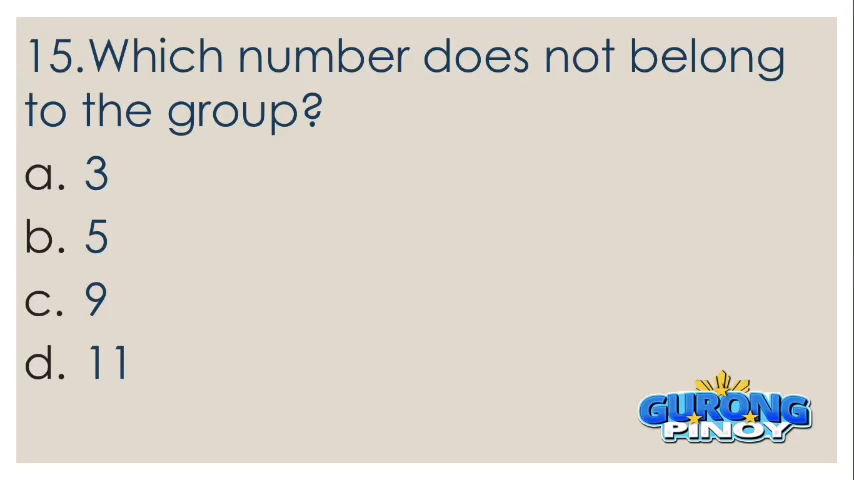 15.Which number does not belong
to the group?
a. 3
b. 5
c. 9
d. 11
GURONG
PINOY